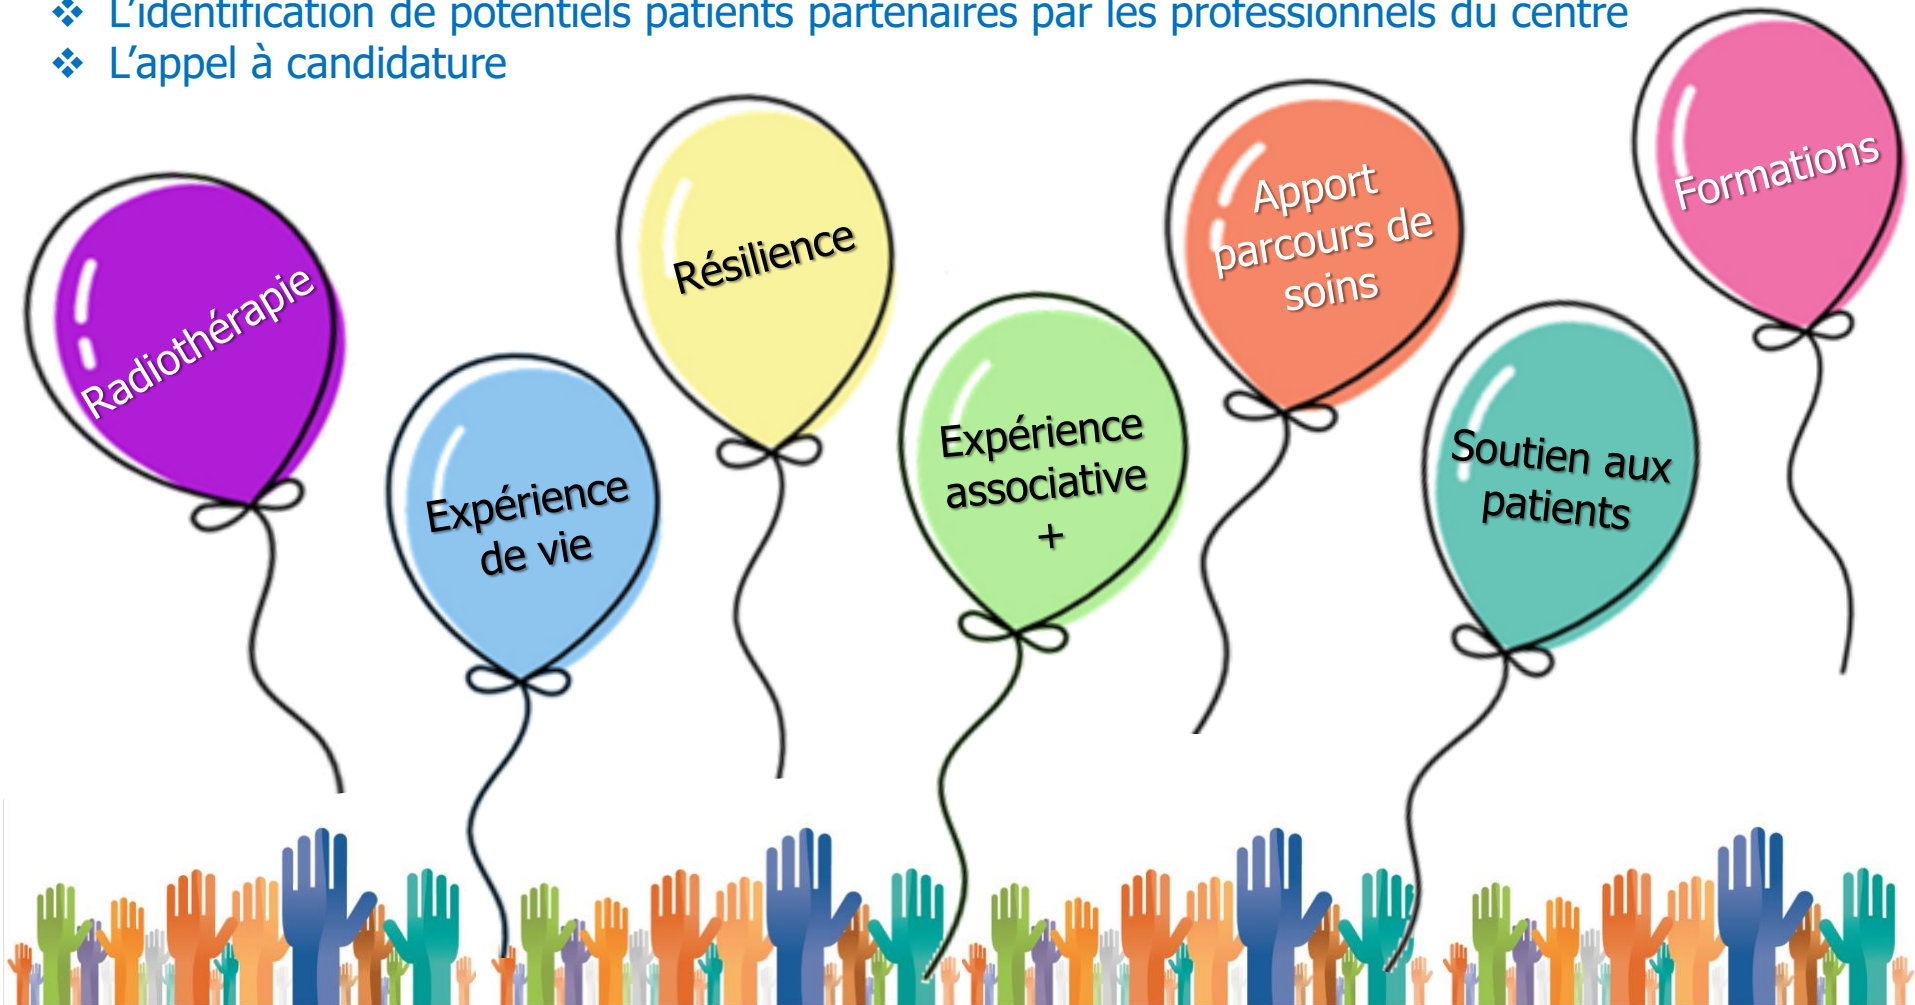 ❖ L’identification de potentiels patients partenaires par les professionnels du centre
❖ L’appel à candidature
Radiothérapie
Expérience
de vie
Résilience
Expérience
associative
+
Apport
parcours de
soins
Soutien aux
patients
Formations